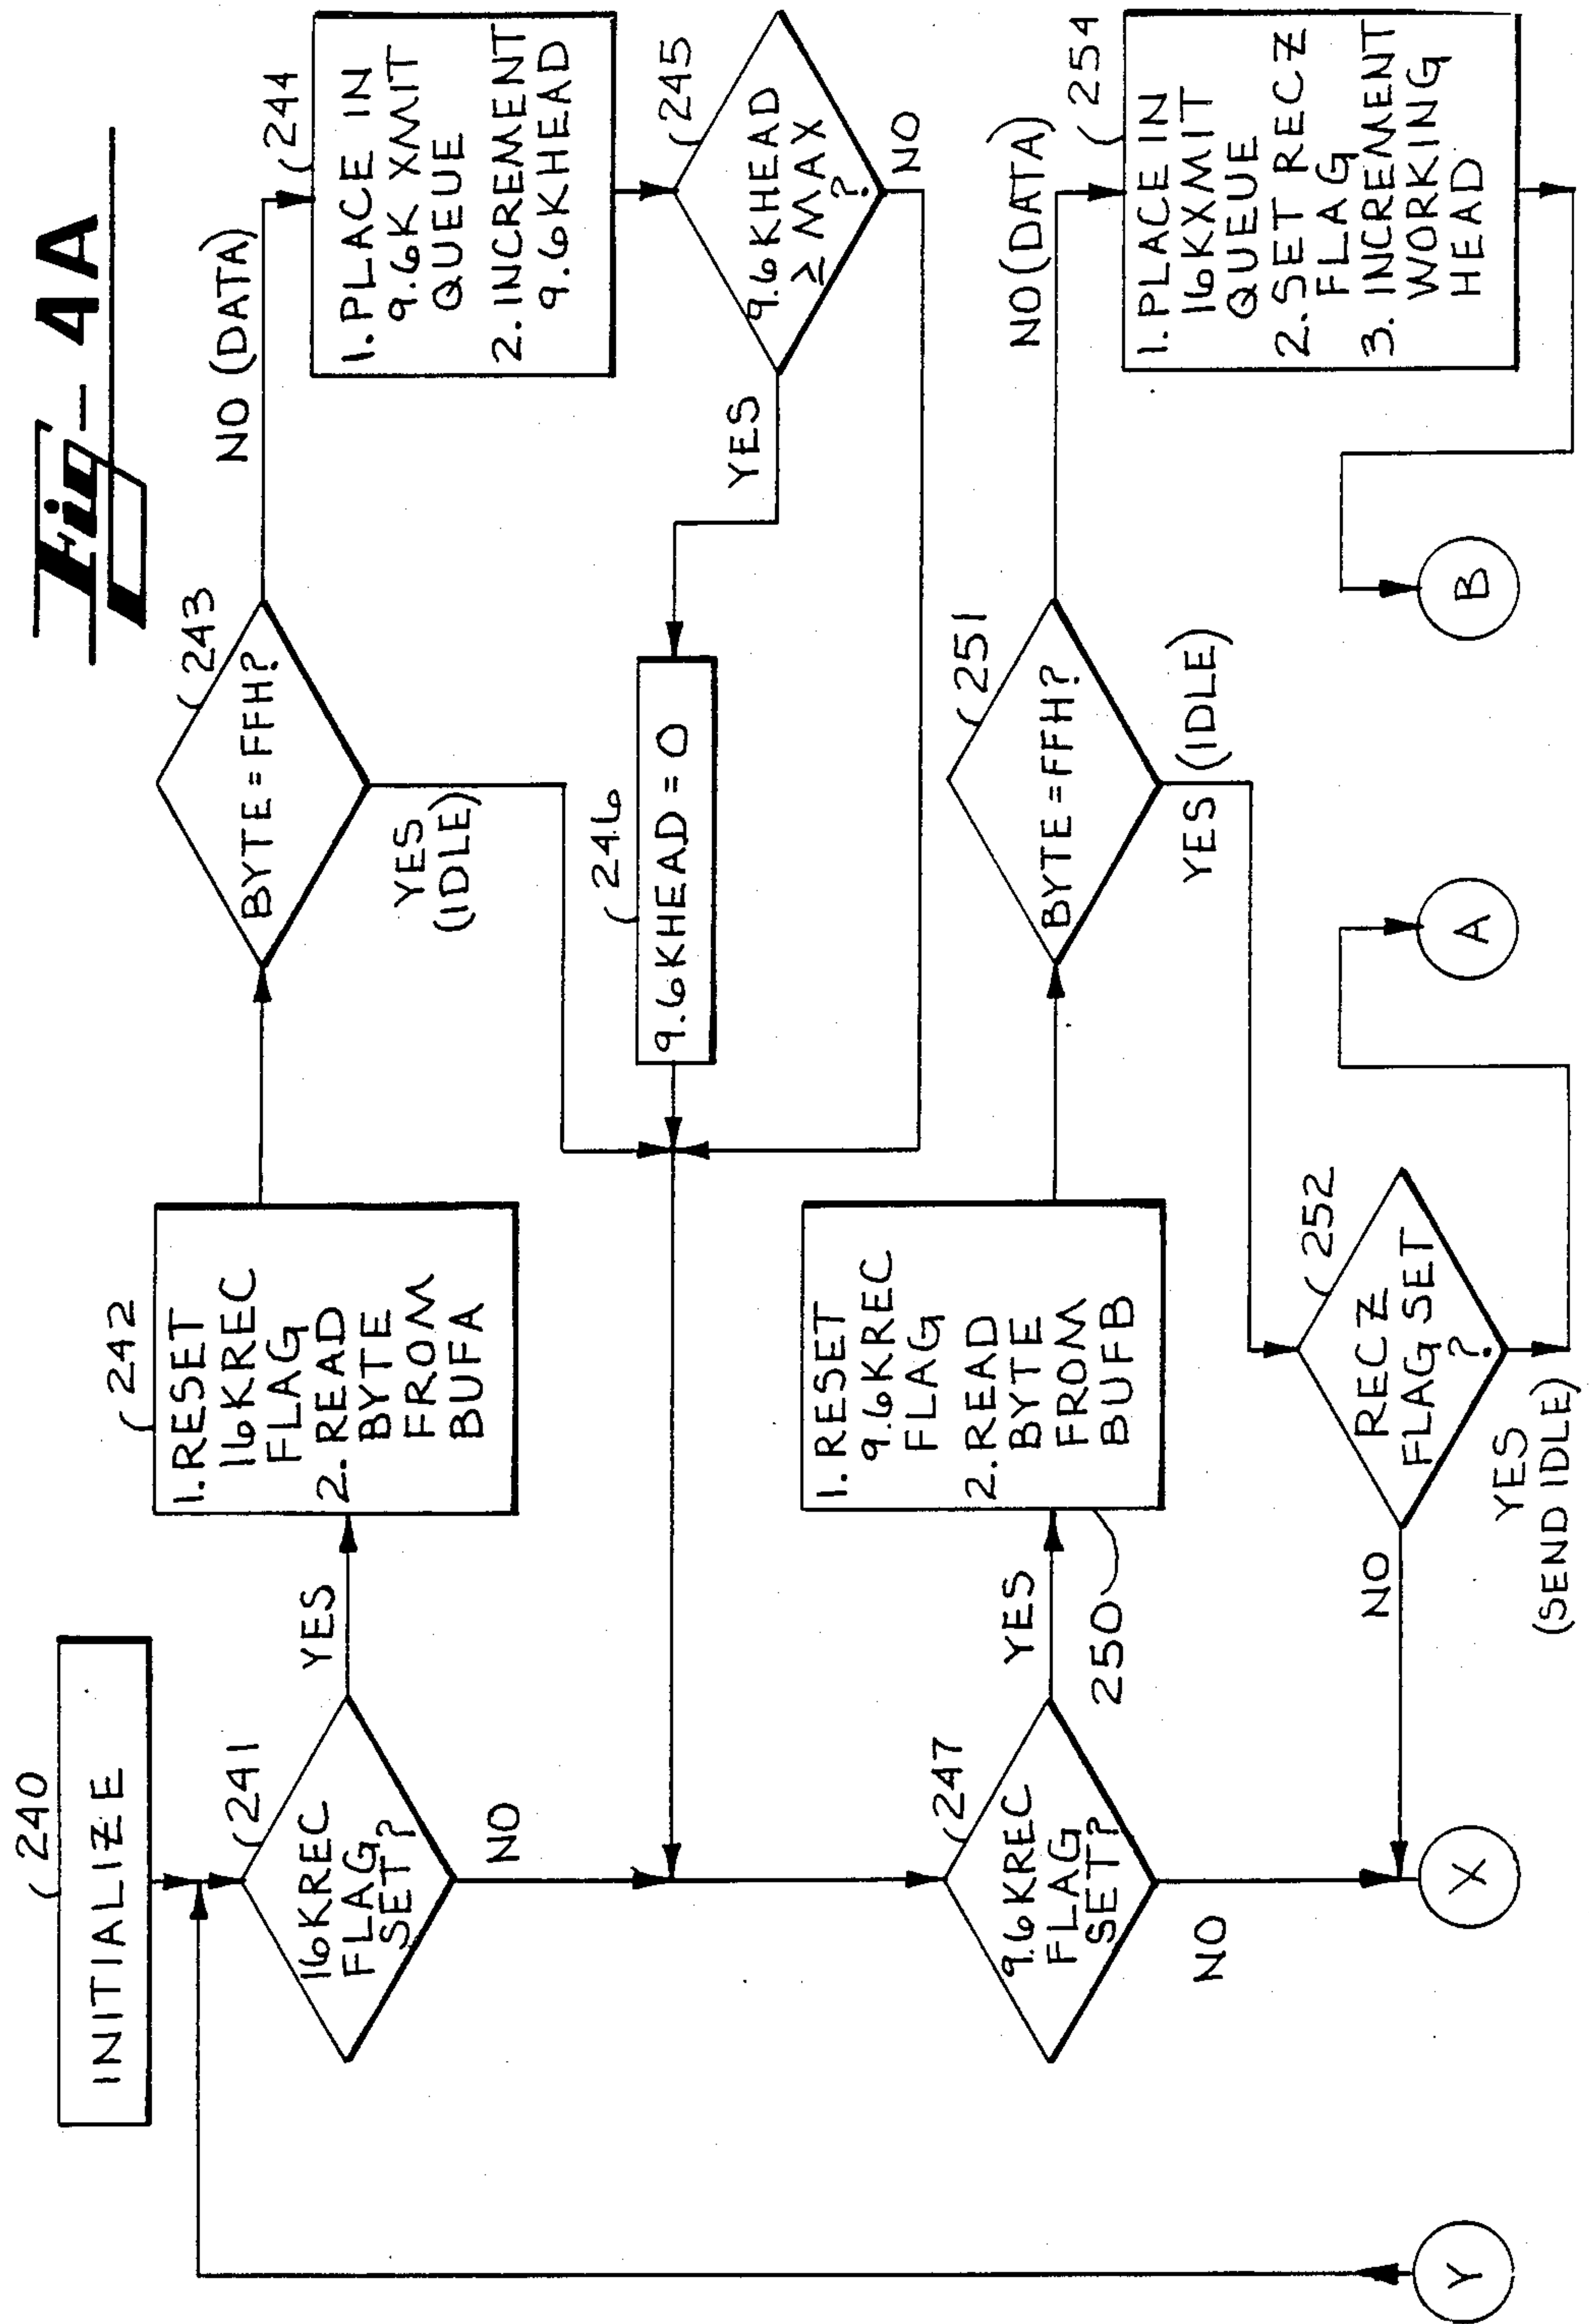 Fig_4A
240
INITIALIZE
241
16KREC
FLAG
SET?
YES
NO
242
1. RESET
16KREC
FLAG
2. READ
BYTE
FROM
BUFA
243
BYTE=FFH?
NO (DATA)
YES
(IDLE)
244
1. PLACE IN
9.6K XMIT
QUEUE
2. INCREMENT
9.6KHEAD
245
9.6KHEAD
≥ MAX
?
YES
NO
246
9.6KHEAD=0
247
9.6KREC
FLAG
SET?
YES
NO
250
1. RESET
9.6KREC
FLAG
2. READ
BYTE
FROM
BUFB
251
BYTE=FFH?
NO(DATA)
YES (IDLE)
252
RECZ
FLAG SET
?
NO
YES
(SEND IDLE)
254
1. PLACE IN
16KXMIT
QUEUE
2. SET RECZ
FLAG
3. INCREMENT
WORKING
HEAD
Y
X
A
B